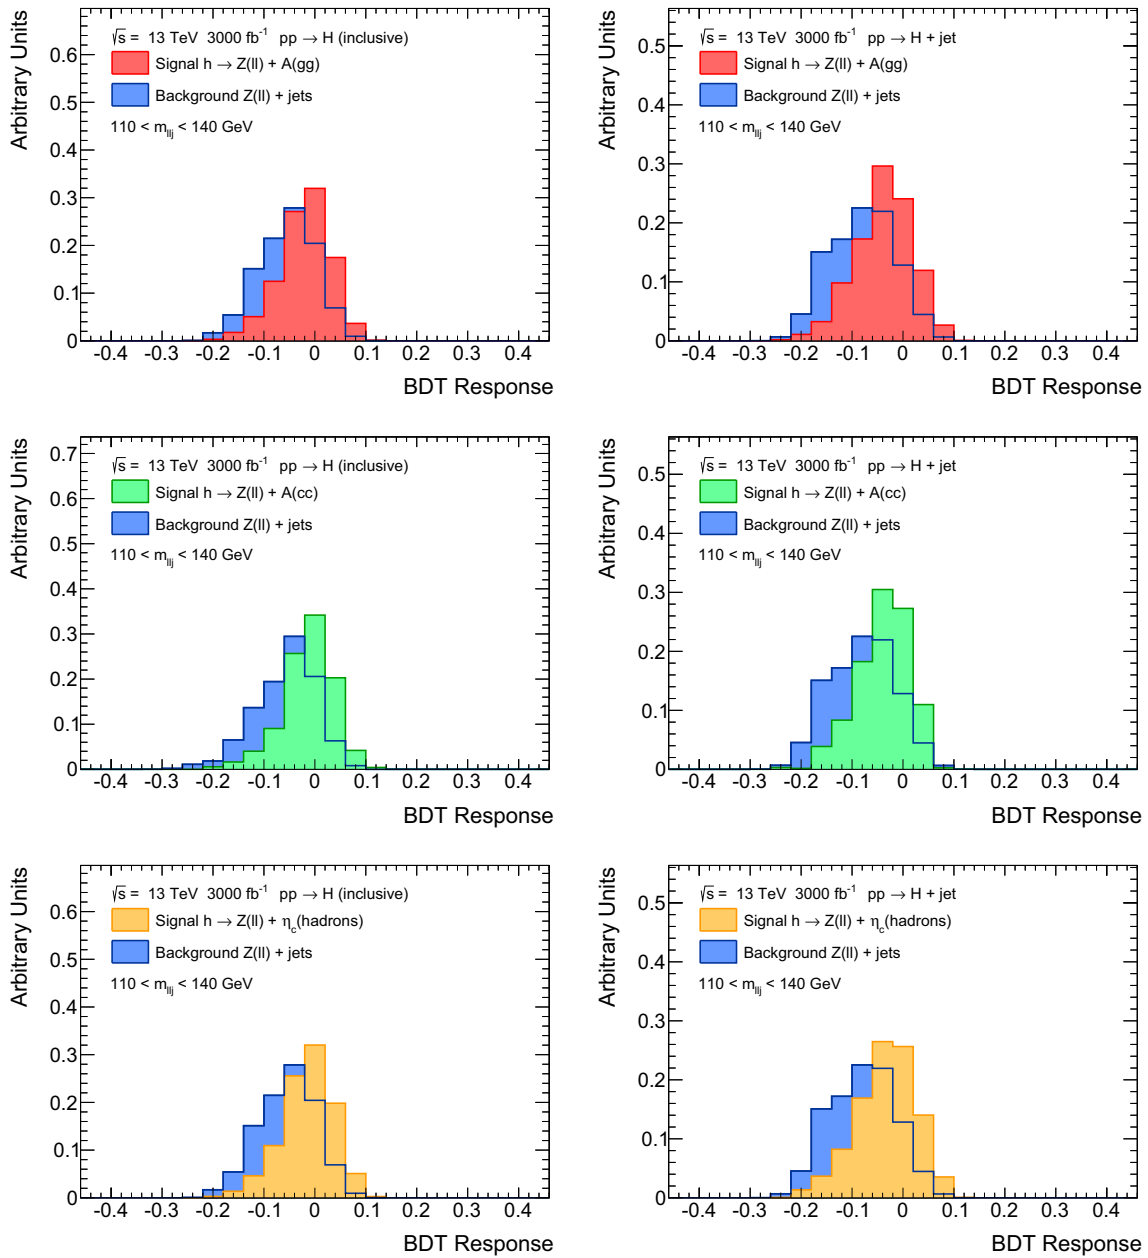 Arbitrary Units
0.6
0.5
0.4
0.3
0.2
0.1
0
√s = 13 TeV 3000 fb⁻¹ pp → H (inclusive)
Signal h → Z(ll) + A(gg)
Background Z(ll) + jets
110 < m_llj < 140 GeV
-0.4 -0.3 -0.2 -0.1 0 0.1 0.2 0.3 0.4
BDT Response
Arbitrary Units
0.5
0.4
0.3
0.2
0.1
0
√s = 13 TeV 3000 fb⁻¹ pp → H + jet
Signal h → Z(ll) + A(gg)
Background Z(ll) + jets
110 < m_llj < 140 GeV
-0.4 -0.3 -0.2 -0.1 0 0.1 0.2 0.3 0.4
BDT Response
Arbitrary Units
0.7
0.6
0.5
0.4
0.3
0.2
0.1
0
√s = 13 TeV 3000 fb⁻¹ pp → H (inclusive)
Signal h → Z(ll) + A(cc)
Background Z(ll) + jets
110 < m_llj < 140 GeV
-0.4 -0.3 -0.2 -0.1 0 0.1 0.2 0.3 0.4
BDT Response
Arbitrary Units
0.5
0.4
0.3
0.2
0.1
0
√s = 13 TeV 3000 fb⁻¹ pp → H + jet
Signal h → Z(ll) + A(cc)
Background Z(ll) + jets
110 < m_llj < 140 GeV
-0.4 -0.3 -0.2 -0.1 0 0.1 0.2 0.3 0.4
BDT Response
Arbitrary Units
0.6
0.5
0.4
0.3
0.2
0.1
0
√s = 13 TeV 3000 fb⁻¹ pp → H (inclusive)
Signal h → Z(ll) + η_c(hadrons)
Background Z(ll) + jets
110 < m_llj < 140 GeV
-0.4 -0.3 -0.2 -0.1 0 0.1 0.2 0.3 0.4
BDT Response
Arbitrary Units
0.5
0.4
0.3
0.2
0.1
0
√s = 13 TeV 3000 fb⁻¹ pp → H + jet
Signal h → Z(ll) + η_c(hadrons)
Background Z(ll) + jets
110 < m_llj < 140 GeV
-0.4 -0.3 -0.2 -0.1 0 0.1 0.2 0.3 0.4
BDT Response